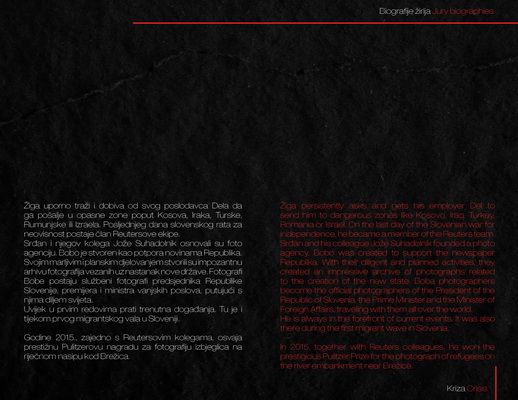 Biografije žirija Jury biographies
Žiga uporno traži i dobiva od svog poslodavca Dela da
ga pošalje u opasne zone poput Kosova, Iraka, Turske,
Rumunjske ili Izraela. Posljednjeg dana slovenskog rata za
neovisnost postaje član Reutersove ekipe.
Srđan i njegov kolega Jože Suhadolnik osnovali su foto
agenciju. Bobo je stvoren kao potpora novinama Republika.
Svojim marljivim i planskim djelovanjem stvorili su impozantnu
arhivu fotografija vezanih uz nastanak nove države. Fotografi
Bobe postaju službeni fotografi predsjednika Republike
Slovenije, premijera i ministra vanjskih poslova, putujući s
njima diljem svijeta.
Uvijek u prvim redovima prati trenutna događanja. Tu je i
tijekom prvog migrantskog vala u Sloveniji.
Godine 2015., zajedno s Reutersovim kolegama, osvaja
prestižnu Pulitzerovu nagradu za fotografiju izbjeglica na
riječnom nasipu kod Brežica.
Žiga persistently asks and gets his employer Del to
send him to dangerous zones like Kosovo, Iraq, Turkey,
Romania or Israel. On the last day of the Slovenian war for
independence, he became a member of the Reuters team.
Srđan and his colleague Jože Suhadolnik founded a photo
agency. Bobo was created to support the newspaper
Republika. With their diligent and planned activities, they
created an impressive archive of photographs related
to the creation of the new state. Boba photographers
become the official photographers of the President of the
Republic of Slovenia, the Prime Minister and the Minister of
Foreign Affairs, traveling with them all over the world.
He is always in the forefront of current events. It was also
there during the first migrant wave in Slovenia.
In 2015, together with Reuters colleagues, he won the
prestigious Pulitzer Prize for the photograph of refugees on
the river embankment near Brežice.
Kriza Crisis